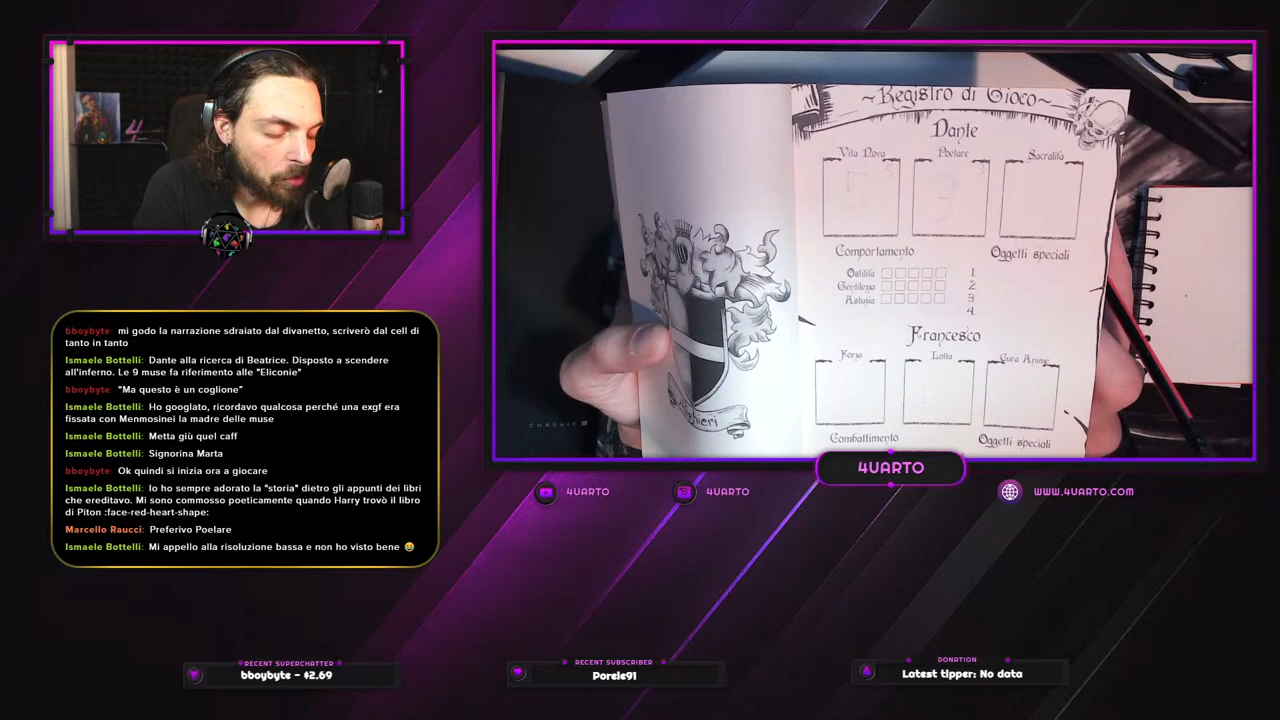 bboybyte: mi godo la narrazione sdraiato dal divanetto, scriverò dal cell di
tanto in tanto
Ismaele Bottelli: Dante alla ricerca di Beatrice. Disposto a scendere
all'inferno. Le 9 muse fa riferimento alle "Eliconie"
bboybyte: "Ma questo è un coglione"
Ismaele Bottelli: Ho googlato, ricordavo qualcosa perché una exgf era
fissata con Menmosinei la madre delle muse
Ismaele Bottelli: Metta giù quel caff
Ismaele Bottelli: Signorina Marta
bboybyte: Ok quindi si inizia ora a giocare
Ismaele Bottelli: Io ho sempre adorato la "storia" dietro gli appunti dei libri
che ereditavo. Mi sono commosso poeticamente quando Harry trovò il libro
di Piton :face-red-heart-shape:
Marcello Raucci: Preferivo Poelare
Ismaele Bottelli: Mi appello alla risoluzione bassa e non ho visto bene 😅
~Registro di Gioco~
Dante
Vita Nova Poetare Sacralità
5 3
Comportamento Oggetti speciali
Ostilità 1.
Gentilezza 2.
Astuzia 3.
4.
Francesco
Forza Lotta Cura Anime
Combattimento Oggetti speciali
Alighieri
CORSAIR
4
4UARTO
4UARTO
4UARTO
WWW.4UARTO.COM
RECENT SUPERCHATTER
bboybyte - $2.69
RECENT SUBSCRIBER
Porele91
DONATION
Latest tipper: No data